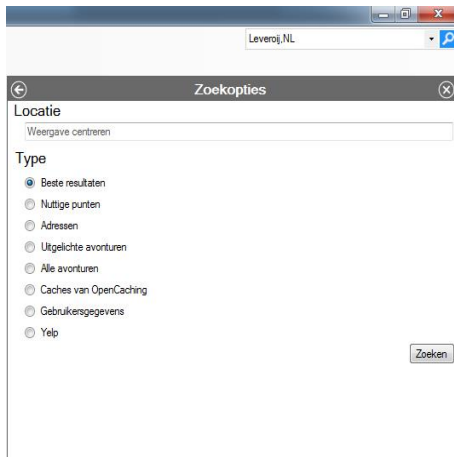 Leveroij,NL
Zoekopties
Locatie
Weergave centreren
Type
Beste resultaten
Nuttige punten
Adressen
Uitgelichte avonturen
Alle avonturen
Caches van OpenCaching
Gebruikersgegevens
Yelp
Zoeken